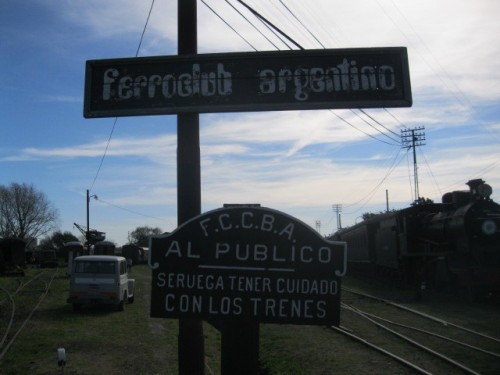 ferroclub argentino
F.C.C.B.A.
AL PUBLICO
SERUEGA TENER CUIDADO
CON LOS TRENES